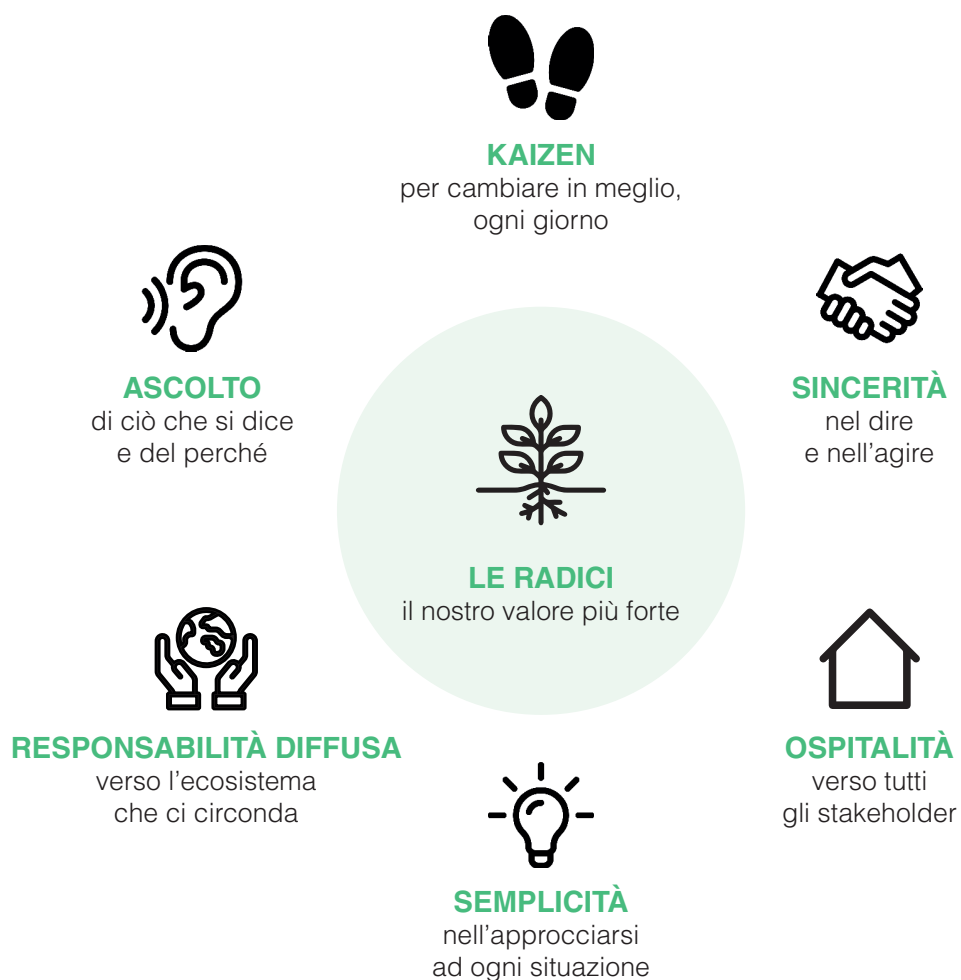 KAIZEN
per cambiare in meglio,
ogni giorno
ASCOLTO
di ciò che si dice
e del perché
SINCERITÀ
nel dire
e nell'agire
LE RADICI
il nostro valore più forte
RESPONSABILITÀ DIFFUSA
verso l'ecosistema
che ci circonda
OSPITALITÀ
verso tutti
gli stakeholder
SEMPLICITÀ
nell'approcciarsi
ad ogni situazione